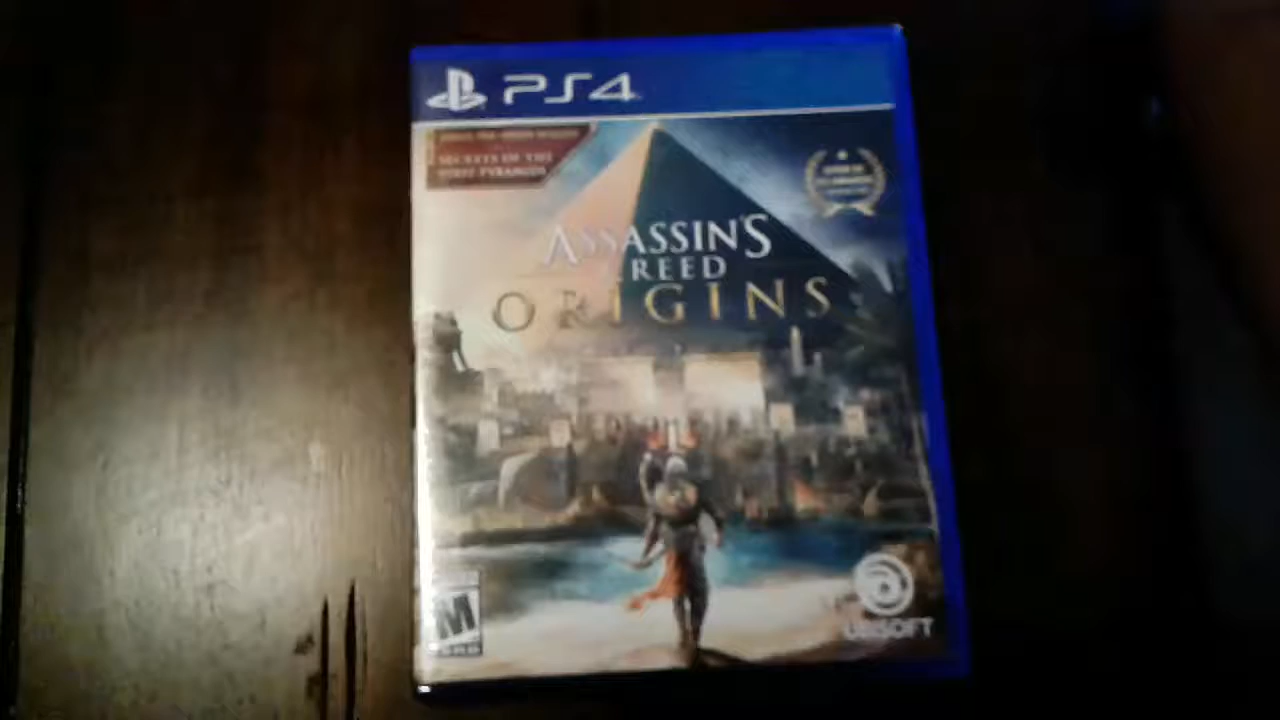 PS4
SECRETS OF THE
FIRST PYRAMIDS
ASSASSIN'S
CREED
ORIGINS
M
UBISOFT